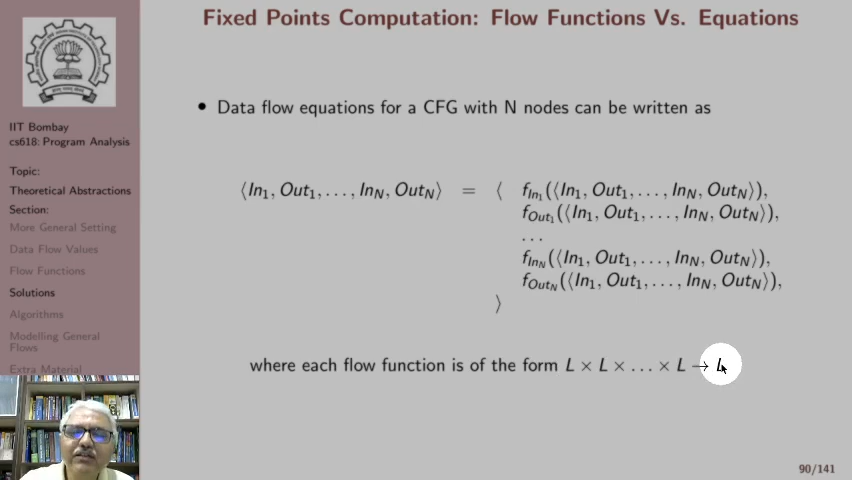 Fixed Points Computation: Flow Functions Vs. Equations
IIT Bombay
cs618: Program Analysis
Topic:
Theoretical Abstractions
Section:
More General Setting
Data Flow Values
Flow Functions
Solutions
Algorithms
Modelling General
Flows
Extra Material
• Data flow equations for a CFG with N nodes can be written as
⟨In₁, Out₁, . . . , In_N, Out_N⟩ = ⟨ f_In₁(⟨In₁, Out₁, . . . , In_N, Out_N⟩),
f_Out₁(⟨In₁, Out₁, . . . , In_N, Out_N⟩),
. . .
f_In_N(⟨In₁, Out₁, . . . , In_N, Out_N⟩),
f_Out_N(⟨In₁, Out₁, . . . , In_N, Out_N⟩),
⟩
where each flow function is of the form L × L × . . . × L → L
90/141